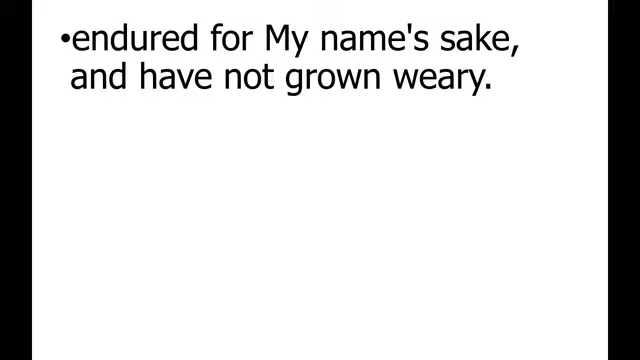 •endured for My name's sake,
and have not grown weary.